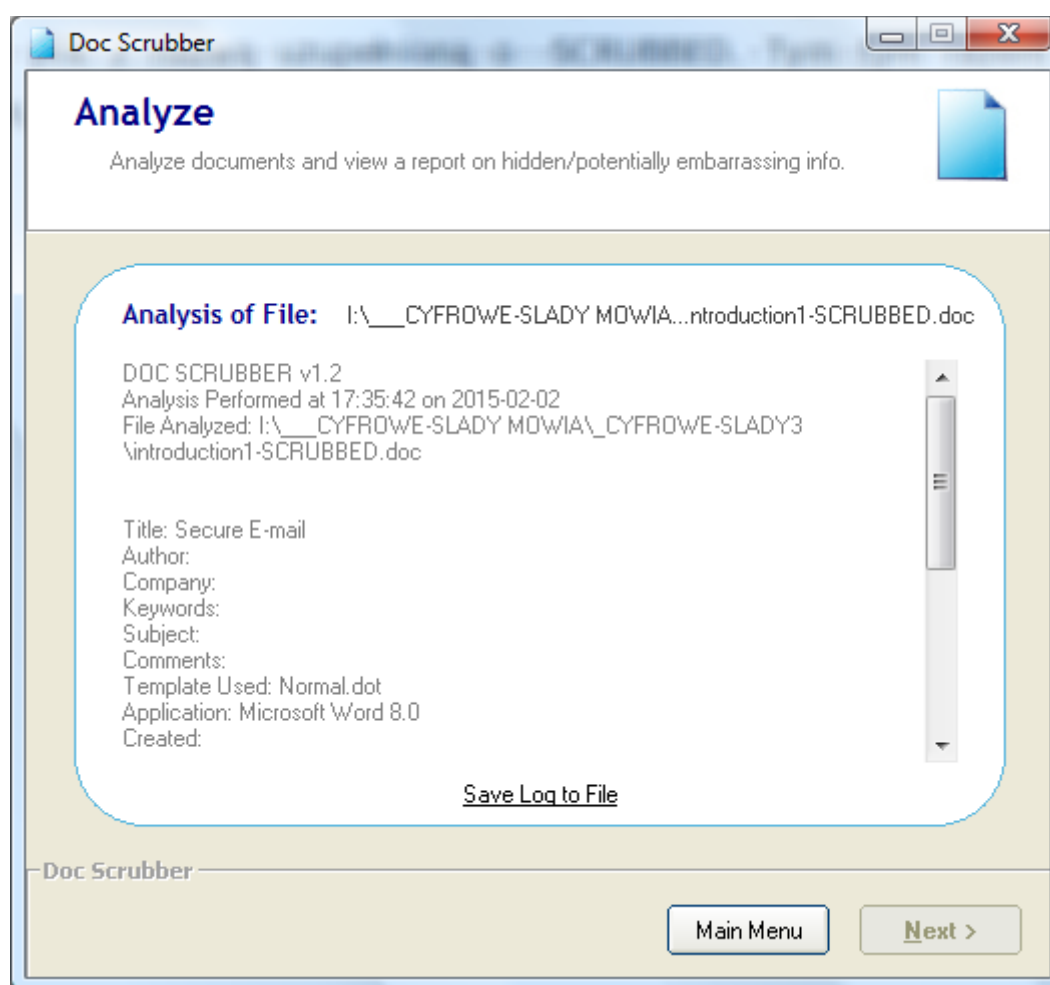 Doc Scrubber
SCRUBBED. Tym
Analyze
Analyze documents and view a report on hidden/potentially embarrassing info.
Analysis of File: I:\___CYFROWE-SLADY MOWIA...ntroduction1-SCRUBBED.doc
DOC SCRUBBER v1.2
Analysis Performed at 17:35:42 on 2015-02-02
File Analyzed: I:\___CYFROWE-SLADY MOWIA\_CYFROWE-SLADY3
\introduction1-SCRUBBED.doc
Title: Secure E-mail
Author:
Company:
Keywords:
Subject:
Comments:
Template Used: Normal.dot
Application: Microsoft Word 8.0
Created:
Save Log to File
Doc Scrubber
Main Menu
Next >